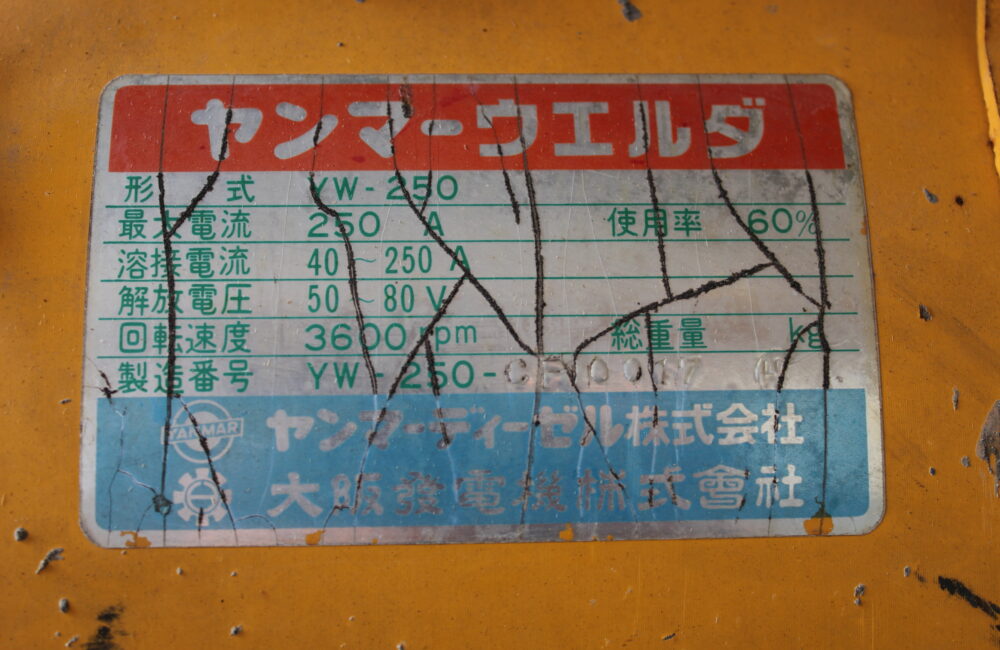 ヤンマーウエルダ
形式 YW-250
最大電流 250 A 使用率 60%
溶接電流 40~250 A
解放電圧 50~80 V
回転速度 3600 rpm 総重量 kg
製造番号 YW-250-
YANMAR ヤンマーディーゼル株式会社
大阪發電機株式會社